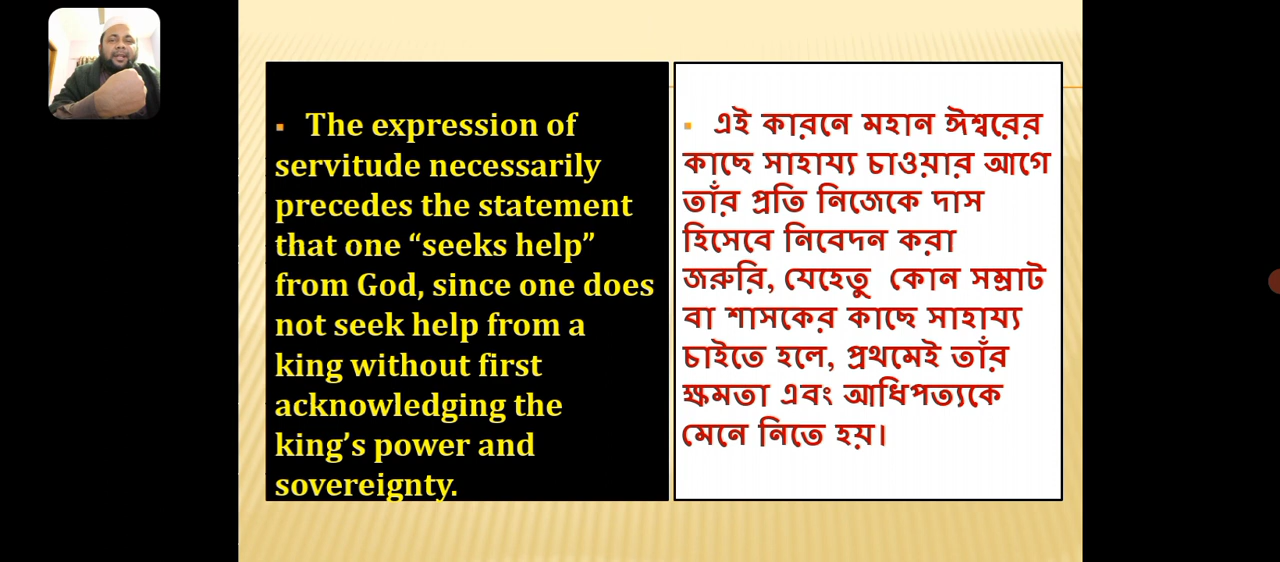 ▪ The expression of
servitude necessarily
precedes the statement
that one “seeks help”
from God, since one does
not seek help from a
king without first
acknowledging the
king’s power and
sovereignty.
▪ এই কারনে মহান ঈশ্বরের
কাছে সাহায্য চাওয়ার আগে
তাঁর প্রতি নিজেকে দাস
হিসেবে নিবেদন করা
জরুরি, যেহেতু কোন সম্রাট
বা শাসকের কাছে সাহায্য
চাইতে হলে, প্রথমেই তাঁর
ক্ষমতা এবং আধিপত্যকে
মেনে নিতে হয়।